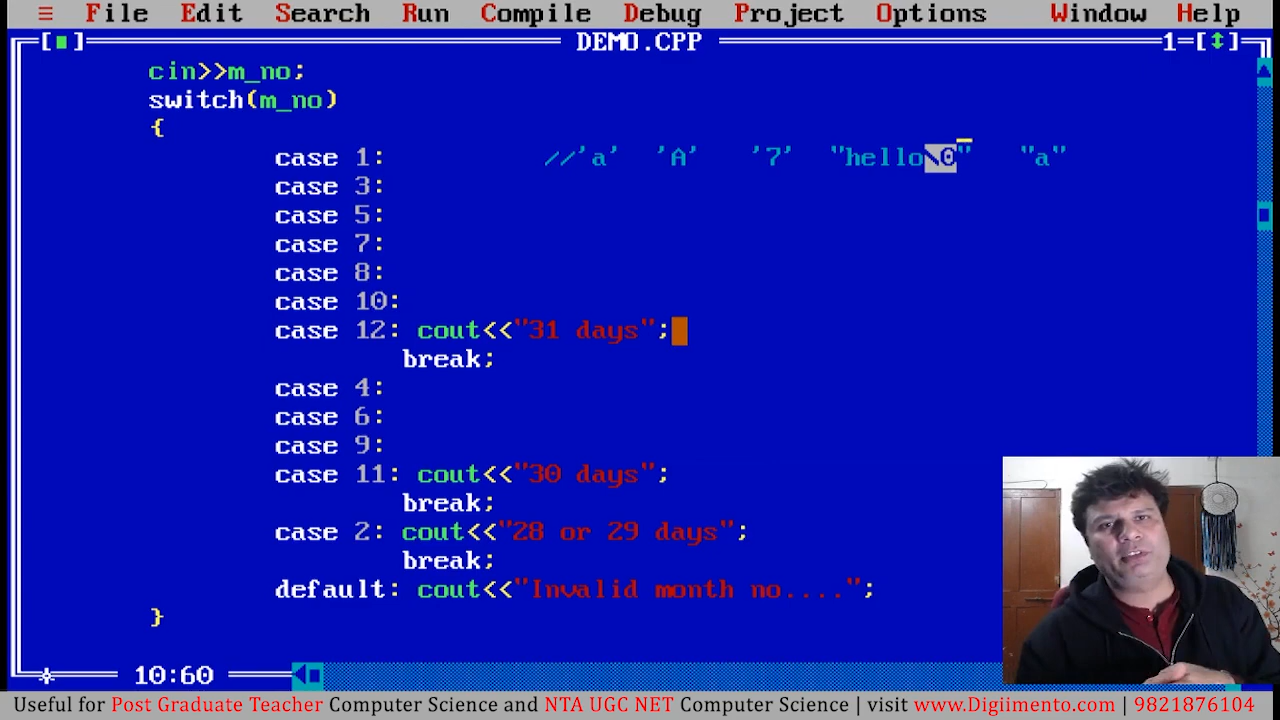 ≡ File Edit Search Run Compile Debug Project Options Window Help
[■] DEMO.CPP 1=[↕]
cin>>m_no;
switch(m_no)
{
case 1: //'a' 'A' '7' "hello\0" "a"
case 3:
case 5:
case 7:
case 8:
case 10:
case 12: cout<<"31 days";
break;
case 4:
case 6:
case 9:
case 11: cout<<"30 days";
break;
case 2: cout<<"28 or 29 days";
break;
default: cout<<"Invalid month no....";
}
10:60
Useful for Post Graduate Teacher Computer Science and NTA UGC NET Computer Science | visit www.Digiimento.com | 9821876104